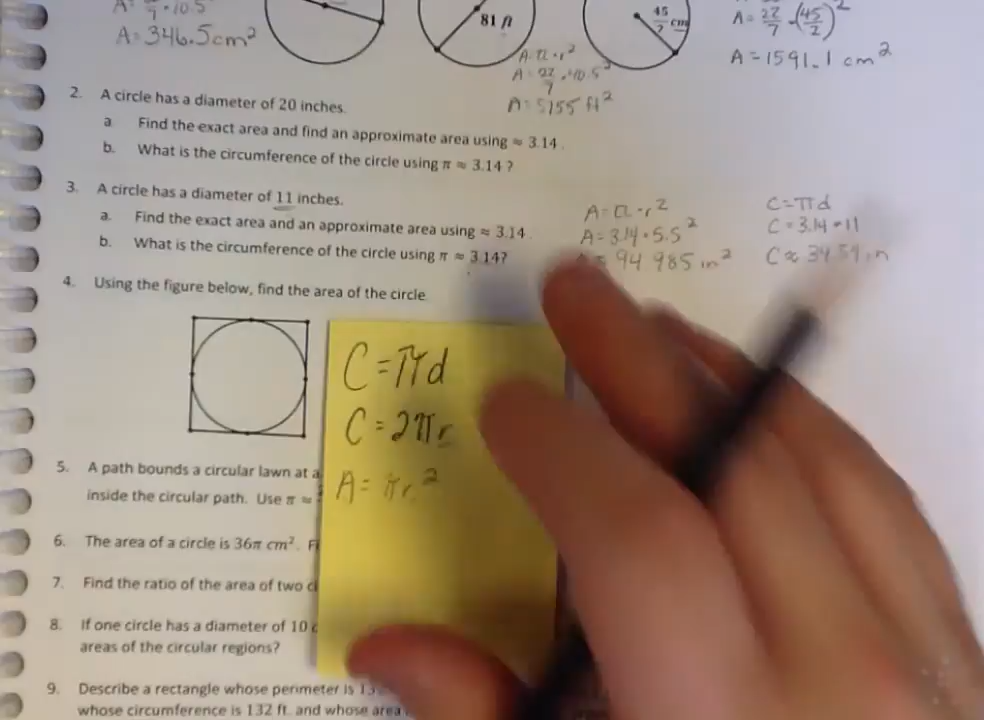 A = 22/7 · 10.5
A = 346.5 cm²
81 ft
A = π · r²
A = 22/7 · 40.5²
A = 5155 ft²
45/2 cm
A = 22/7 · (45/2)²
A = 1591.1 cm²
2. A circle has a diameter of 20 inches.
a. Find the exact area and find an approximate area using ≈ 3.14.
b. What is the circumference of the circle using π ≈ 3.14 ?
3. A circle has a diameter of 11 inches.
a. Find the exact area and an approximate area using ≈ 3.14.
b. What is the circumference of the circle using π ≈ 3.14?
A = π · r²
A = 3.14 · 5.5²
94.985 in²
C = πd
C = 3.14 · 11
C ≈ 34.54 in
4. Using the figure below, find the area of the circle.
C = πd
C = 2πr
A = πr²
5. A path bounds a circular lawn at a
inside the circular path. Use π ≈
6. The area of a circle is 36π cm².
7. Find the ratio of the area of two
8. If one circle has a diameter of 10
areas of the circular regions?
9. Describe a rectangle whose perimeter is
whose circumference is 132 ft. and whose area